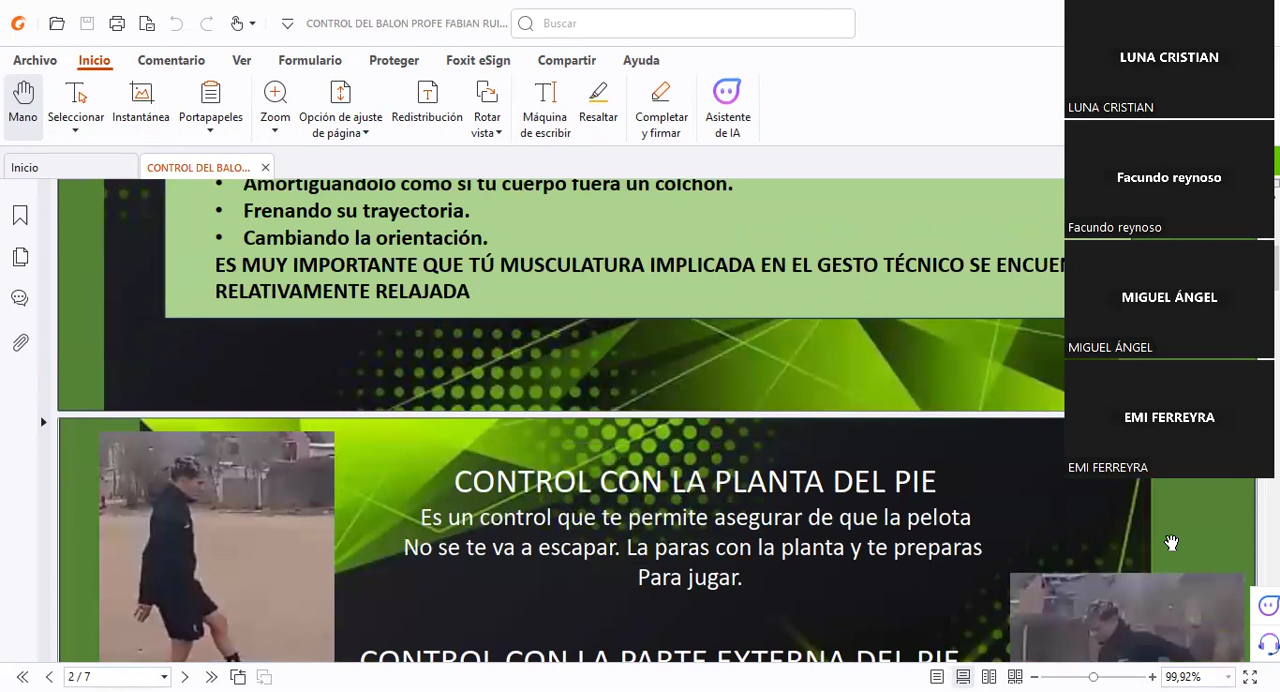 CONTROL DEL BALON PROFE FABIAN RUI...
Buscar
Archivo Inicio Comentario Ver Formulario Proteger Foxit eSign Compartir Ayuda
Mano Seleccionar Instantánea Portapapeles Zoom Opción de ajuste de página Redistribución Rotar vista Máquina de escribir Resaltar Completar y firmar Asistente de IA
Inicio CONTROL DEL BALO...
Amortiguándolo como si tu cuerpo fuera un colchón.
• Frenando su trayectoria.
• Cambiando la orientación.
ES MUY IMPORTANTE QUE TÚ MUSCULATURA IMPLICADA EN EL GESTO TÉCNICO SE ENCUEN
RELATIVAMENTE RELAJADA
CONTROL CON LA PLANTA DEL PIE
Es un control que te permite asegurar de que la pelota
No se te va a escapar. La paras con la planta y te preparas
Para jugar.
CONTROL CON LA PARTE EXTERNA DEL PIE
LUNA CRISTIAN
LUNA CRISTIAN
Facundo reynoso
Facundo reynoso
MIGUEL ÁNGEL
MIGUEL ÁNGEL
EMI FERREYRA
EMI FERREYRA
2 / 7
99,92%